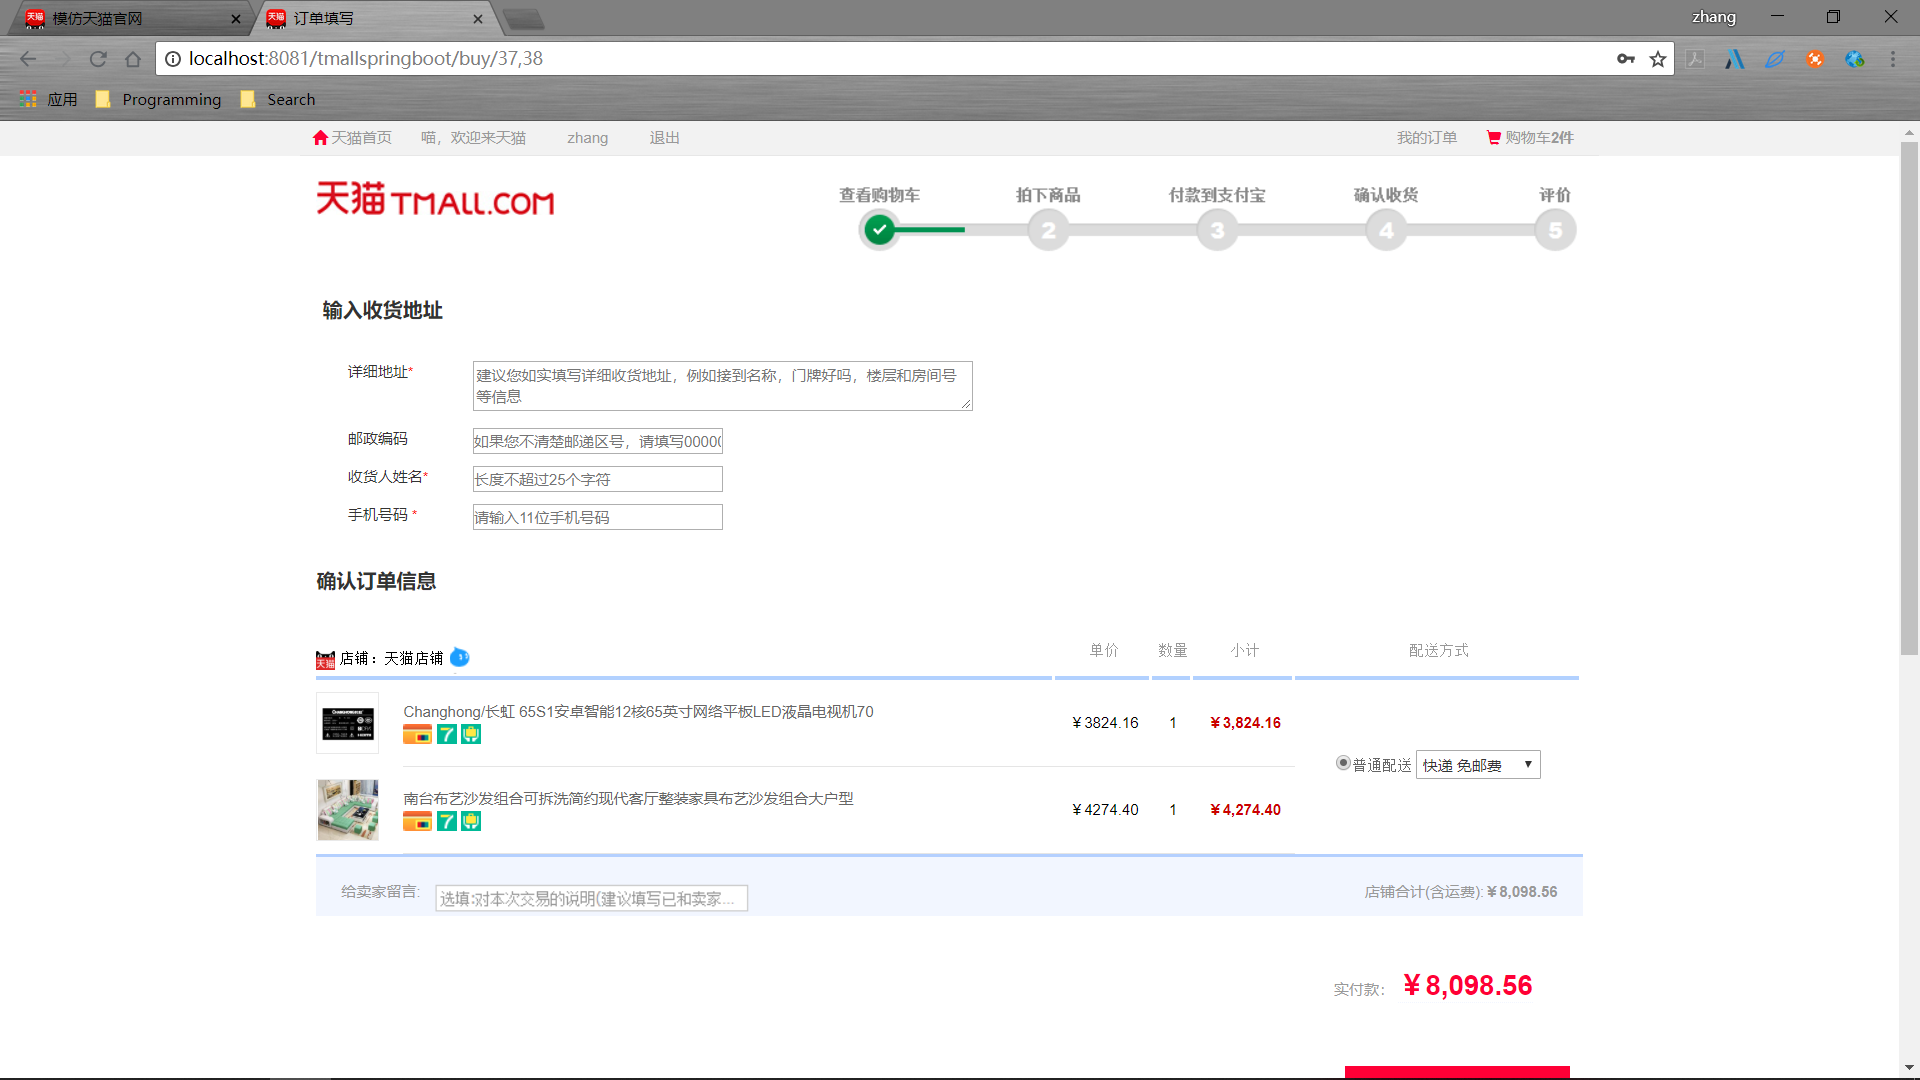 模仿天猫官网
订单填写
zhang
localhost:8081/tmallspringboot/buy/37,38
应用 Programming Search
天猫首页 喵，欢迎来天猫 zhang 退出 我的订单 购物车2件
天猫 TMALL.COM
查看购物车 拍下商品 付款到支付宝 确认收货 评价
2 3 4 5
输入收货地址
详细地址*
建议您如实填写详细收货地址，例如接到名称，门牌好吗，楼层和房间号
等信息
邮政编码 如果您不清楚邮递区号，请填写0000
收货人姓名* 长度不超过25个字符
手机号码 * 请输入11位手机号码
确认订单信息
天猫 店铺：天猫店铺 单价 数量 小计 配送方式
Changhong/长虹 65S1安卓智能12核65英寸网络平板LED液晶电视机70
7
￥3824.16 1 ￥3,824.16
普通配送 快递 免邮费
南台布艺沙发组合可拆洗简约现代客厅整装家具布艺沙发组合大户型
7
￥4274.40 1 ￥4,274.40
给卖家留言: 选填:对本次交易的说明(建议填写已和卖家... 店铺合计(含运费): ￥8,098.56
实付款： ￥8,098.56